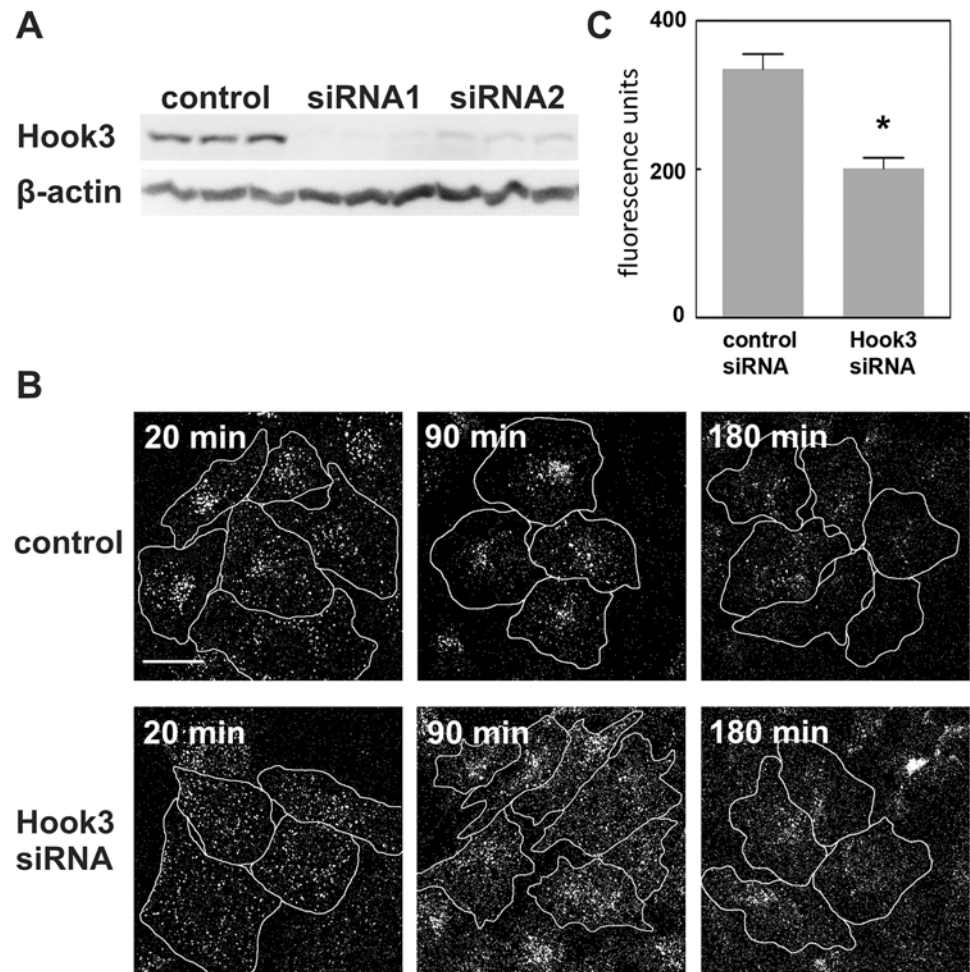 A
control siRNA1 siRNA2
Hook3
β-actin
C
400
200
0
fluorescence units
*
control
siRNA
Hook3
siRNA
B
control
20 min
90 min
180 min
Hook3
siRNA
20 min
90 min
180 min